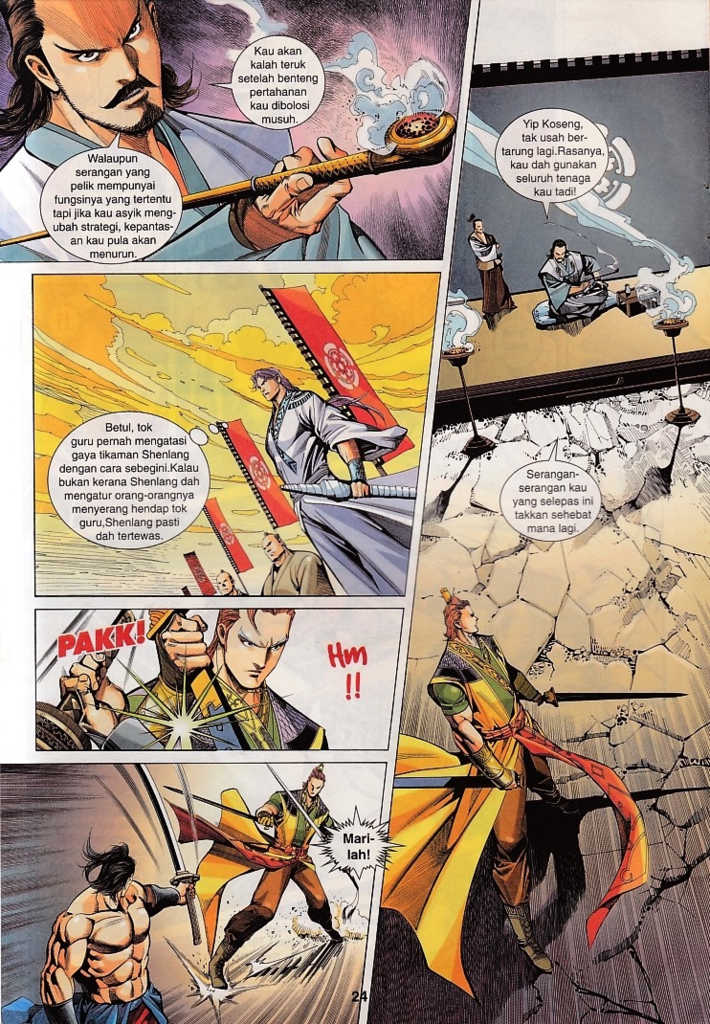 Kau akan
kalah teruk
setelah benteng
pertahanan
kau dibolosi
musuh.
Walaupun
serangan yang
pelik mempunyai
fungsinya yang tertentu
tapi jika kau asyik meng-
ubah strategi, kepantas-
an kau pula akan
menurun.
Yip Koseng,
tak usah ber-
tarung lagi.Rasanya,
kau dah gunakan
seluruh tenaga
kau tadi!
Serangan-
serangan kau
yang selepas ini
takkan sehebat
mana lagi.
Betul, tok
guru pernah mengatasi
gaya tikaman Shenlang
dengan cara sebegini.Kalau
bukan kerana Shenlang dah
mengatur orang-orangnya
menyerang hendap tok
guru,Shenlang pasti
dah tertewas.
PAKK!
Hm
!!
Mari-
lah!
24